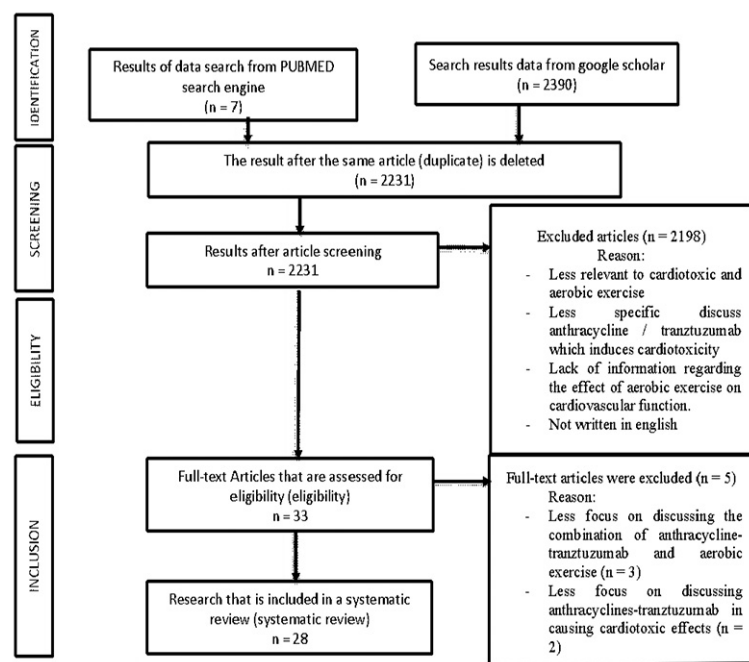 IDENTIFICATION
Results of data search from PUBMED
search engine
(n = 7)
Search results data from google scholar
(n = 2390)
The result after the same article (duplicate) is deleted
(n = 2231)
SCREENING
Results after article screening
n = 2231
Excluded articles (n = 2198)
Reason:
- Less relevant to cardiotoxic and
aerobic exercise
- Less specific discuss
anthracycline / tranztuzumab
which induces cardiotoxicity
- Lack of information regarding
the effect of aerobic exercise on
cardiovascular function.
- Not written in english
ELIGIBILITY
Full-text Articles that are assessed for
eligibility (eligibility)
n = 33
Full-text articles were excluded (n = 5)
Reason:
- Less focus on discussing the
combination of anthracycline-
tranztuzumab and aerobic
exercise (n = 3)
- Less focus on discussing
anthracyclines-tranztuzumab in
causing cardiotoxic effects (n =
2)
INCLUSION
Research that is included in a systematic
review (systematic review)
n = 28